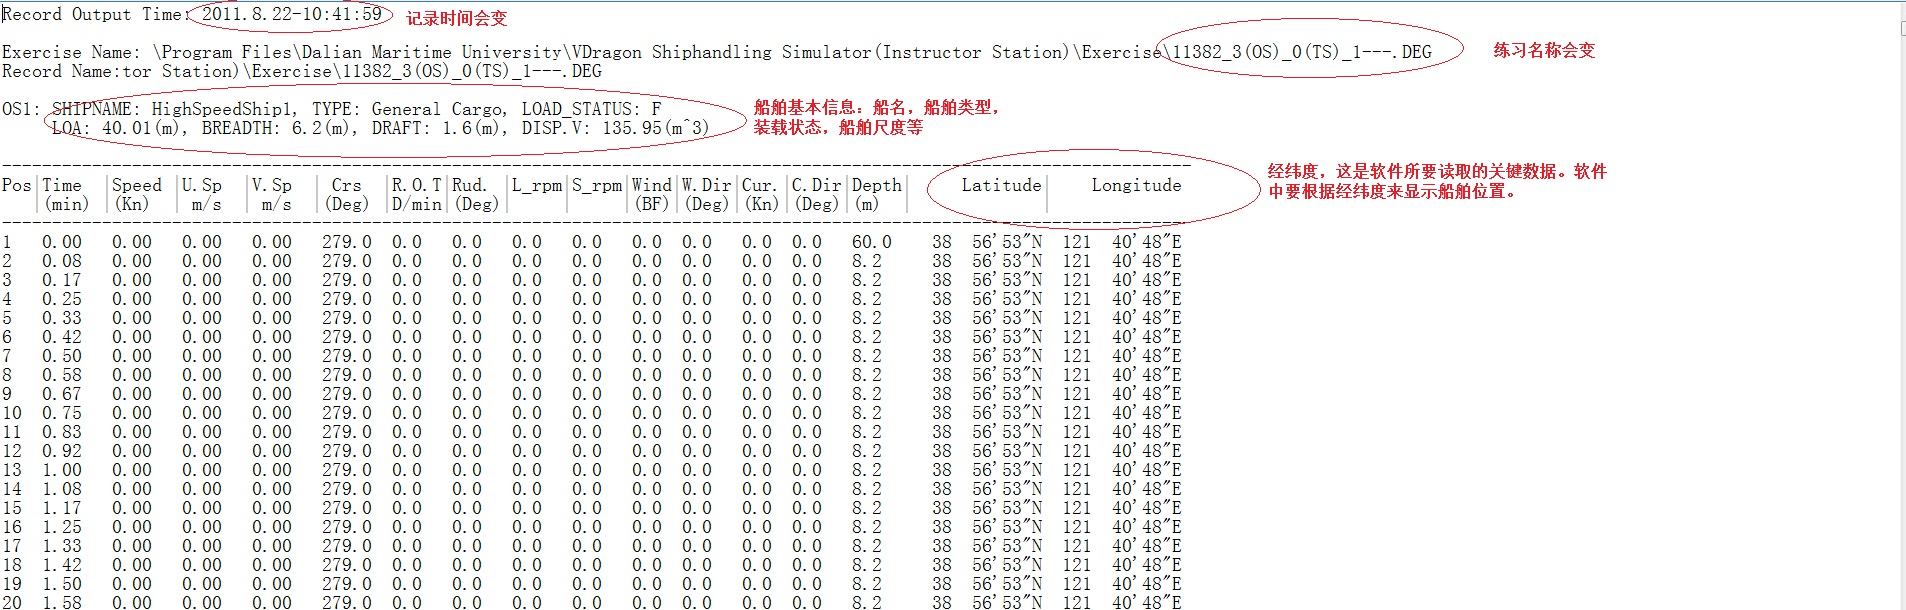 Record Output Time: 2011.8.22-10:41:59
记录时间会变
Exercise Name: \Program Files\Dalian Maritime University\VDragon Shiphandling Simulator(Instructor Station)\Exercise\11382_3(OS)_0(TS)_1---.DEG
练习名称会变
Record Name:tor Station)\Exercise\11382_3(OS)_0(TS)_1---.DEG
OS1: SHIPNAME: HighSpeedShip1, TYPE: General Cargo, LOAD_STATUS: F
LOA: 40.01(m), BREADTH: 6.2(m), DRAFT: 1.6(m), DISP.V: 135.95(m^3)
船舶基本信息：船名，船舶类型，
装载状态，船舶尺度等
经纬度，这是软件所要读取的关键数据。软件
中要根据经纬度来显示船舶位置。
Pos|Time |Speed |U.Sp |V.Sp | Crs |R.O.T|Rud. |L_rpm|S_rpm|Wind|W.Dir|Cur.|C.Dir|Depth| Latitude| Longitude
|(min) |(Kn) | m/s | m/s |(Deg) |D/min|(Deg)| | |(BF)|(Deg)|(Kn)|(Deg)|(m) | |
1 0.00 0.00 0.00 0.00 279.0 0.0 0.0 0.0 0.0 0.0 0.0 0.0 0.0 60.0 38 56'53"N 121 40'48"E
2 0.08 0.00 0.00 0.00 279.0 0.0 0.0 0.0 0.0 0.0 0.0 0.0 0.0 8.2 38 56'53"N 121 40'48"E
3 0.17 0.00 0.00 0.00 279.0 0.0 0.0 0.0 0.0 0.0 0.0 0.0 0.0 8.2 38 56'53"N 121 40'48"E
4 0.25 0.00 0.00 0.00 279.0 0.0 0.0 0.0 0.0 0.0 0.0 0.0 0.0 8.2 38 56'53"N 121 40'48"E
5 0.33 0.00 0.00 0.00 279.0 0.0 0.0 0.0 0.0 0.0 0.0 0.0 0.0 8.2 38 56'53"N 121 40'48"E
6 0.42 0.00 0.00 0.00 279.0 0.0 0.0 0.0 0.0 0.0 0.0 0.0 0.0 8.2 38 56'53"N 121 40'48"E
7 0.50 0.00 0.00 0.00 279.0 0.0 0.0 0.0 0.0 0.0 0.0 0.0 0.0 8.2 38 56'53"N 121 40'48"E
8 0.58 0.00 0.00 0.00 279.0 0.0 0.0 0.0 0.0 0.0 0.0 0.0 0.0 8.2 38 56'53"N 121 40'48"E
9 0.67 0.00 0.00 0.00 279.0 0.0 0.0 0.0 0.0 0.0 0.0 0.0 0.0 8.2 38 56'53"N 121 40'48"E
10 0.75 0.00 0.00 0.00 279.0 0.0 0.0 0.0 0.0 0.0 0.0 0.0 0.0 8.2 38 56'53"N 121 40'48"E
11 0.83 0.00 0.00 0.00 279.0 0.0 0.0 0.0 0.0 0.0 0.0 0.0 0.0 8.2 38 56'53"N 121 40'48"E
12 0.92 0.00 0.00 0.00 279.0 0.0 0.0 0.0 0.0 0.0 0.0 0.0 0.0 8.2 38 56'53"N 121 40'48"E
13 1.00 0.00 0.00 0.00 279.0 0.0 0.0 0.0 0.0 0.0 0.0 0.0 0.0 8.2 38 56'53"N 121 40'48"E
14 1.08 0.00 0.00 0.00 279.0 0.0 0.0 0.0 0.0 0.0 0.0 0.0 0.0 8.2 38 56'53"N 121 40'48"E
15 1.17 0.00 0.00 0.00 279.0 0.0 0.0 0.0 0.0 0.0 0.0 0.0 0.0 8.2 38 56'53"N 121 40'48"E
16 1.25 0.00 0.00 0.00 279.0 0.0 0.0 0.0 0.0 0.0 0.0 0.0 0.0 8.2 38 56'53"N 121 40'48"E
17 1.33 0.00 0.00 0.00 279.0 0.0 0.0 0.0 0.0 0.0 0.0 0.0 0.0 8.2 38 56'53"N 121 40'48"E
18 1.42 0.00 0.00 0.00 279.0 0.0 0.0 0.0 0.0 0.0 0.0 0.0 0.0 8.2 38 56'53"N 121 40'48"E
19 1.50 0.00 0.00 0.00 279.0 0.0 0.0 0.0 0.0 0.0 0.0 0.0 0.0 8.2 38 56'53"N 121 40'48"E
20 1.58 0.00 0.00 0.00 279.0 0.0 0.0 0.0 0.0 0.0 0.0 0.0 0.0 8.2 38 56'53"N 121 40'48"E